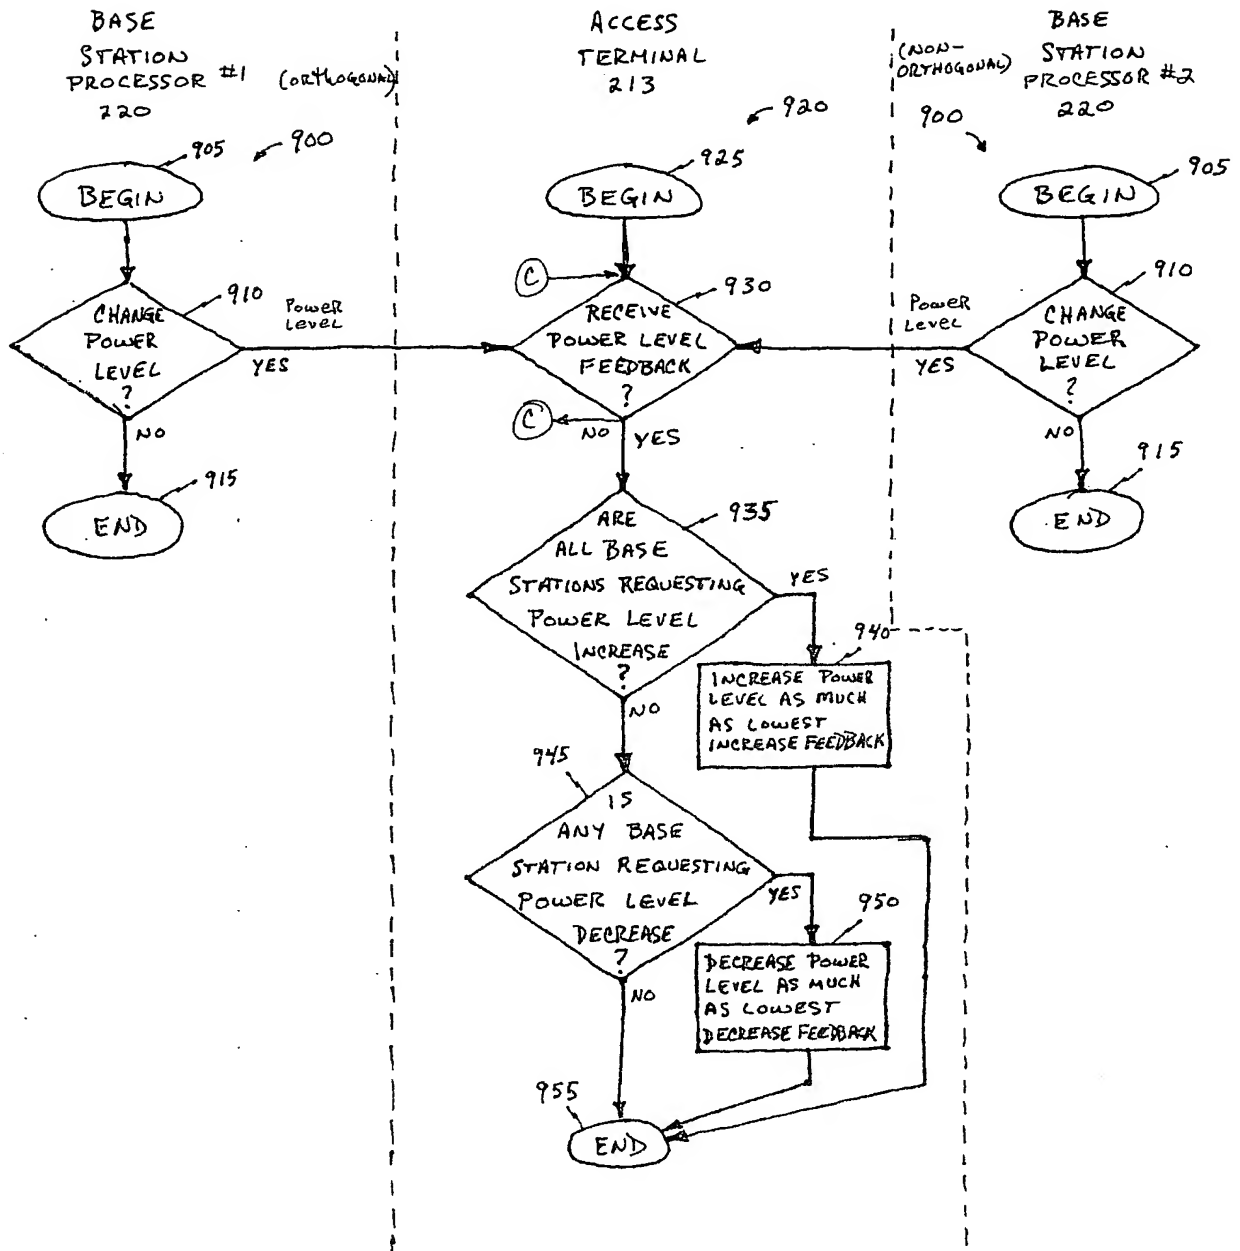 BASE
STATION
PROCESSOR #1 (ORTHOGONAL)
220
900
905
BEGIN
910
CHANGE
POWER
LEVEL
?
POWER
LEVEL
YES
NO
915
END
ACCESS
TERMINAL
213
920
925
BEGIN
C
930
RECEIVE
POWER LEVEL
FEEDBACK
?
C
NO
YES
935
ARE
ALL BASE
STATIONS REQUESTING
POWER LEVEL
INCREASE
?
YES
NO
940
INCREASE POWER
LEVEL AS MUCH
AS LOWEST
INCREASE FEEDBACK
945
IS
ANY BASE
STATION REQUESTING
POWER LEVEL
DECREASE
?
YES
NO
950
DECREASE POWER
LEVEL AS MUCH
AS LOWEST
DECREASE FEEDBACK
955
END
BASE
STATION
PROCESSOR #2
220
(NON-
ORTHOGONAL)
900
905
BEGIN
910
CHANGE
POWER
LEVEL
?
POWER
LEVEL
YES
NO
915
END